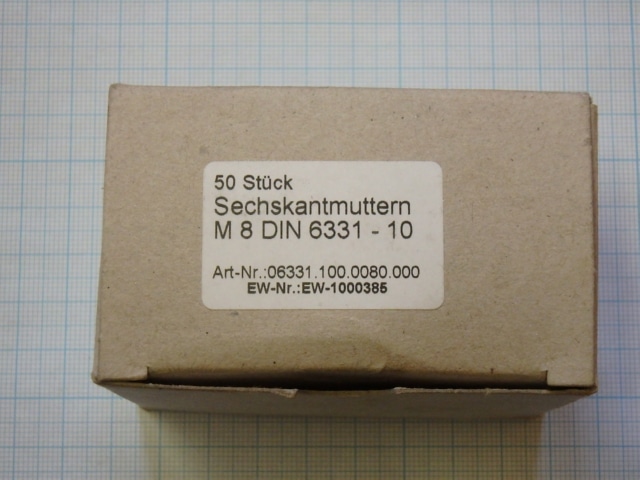 50 Stück
Sechskantmuttern
M 8 DIN 6331 - 10
Art-Nr.:06331.100.0080.000
EW-Nr.:EW-1000385